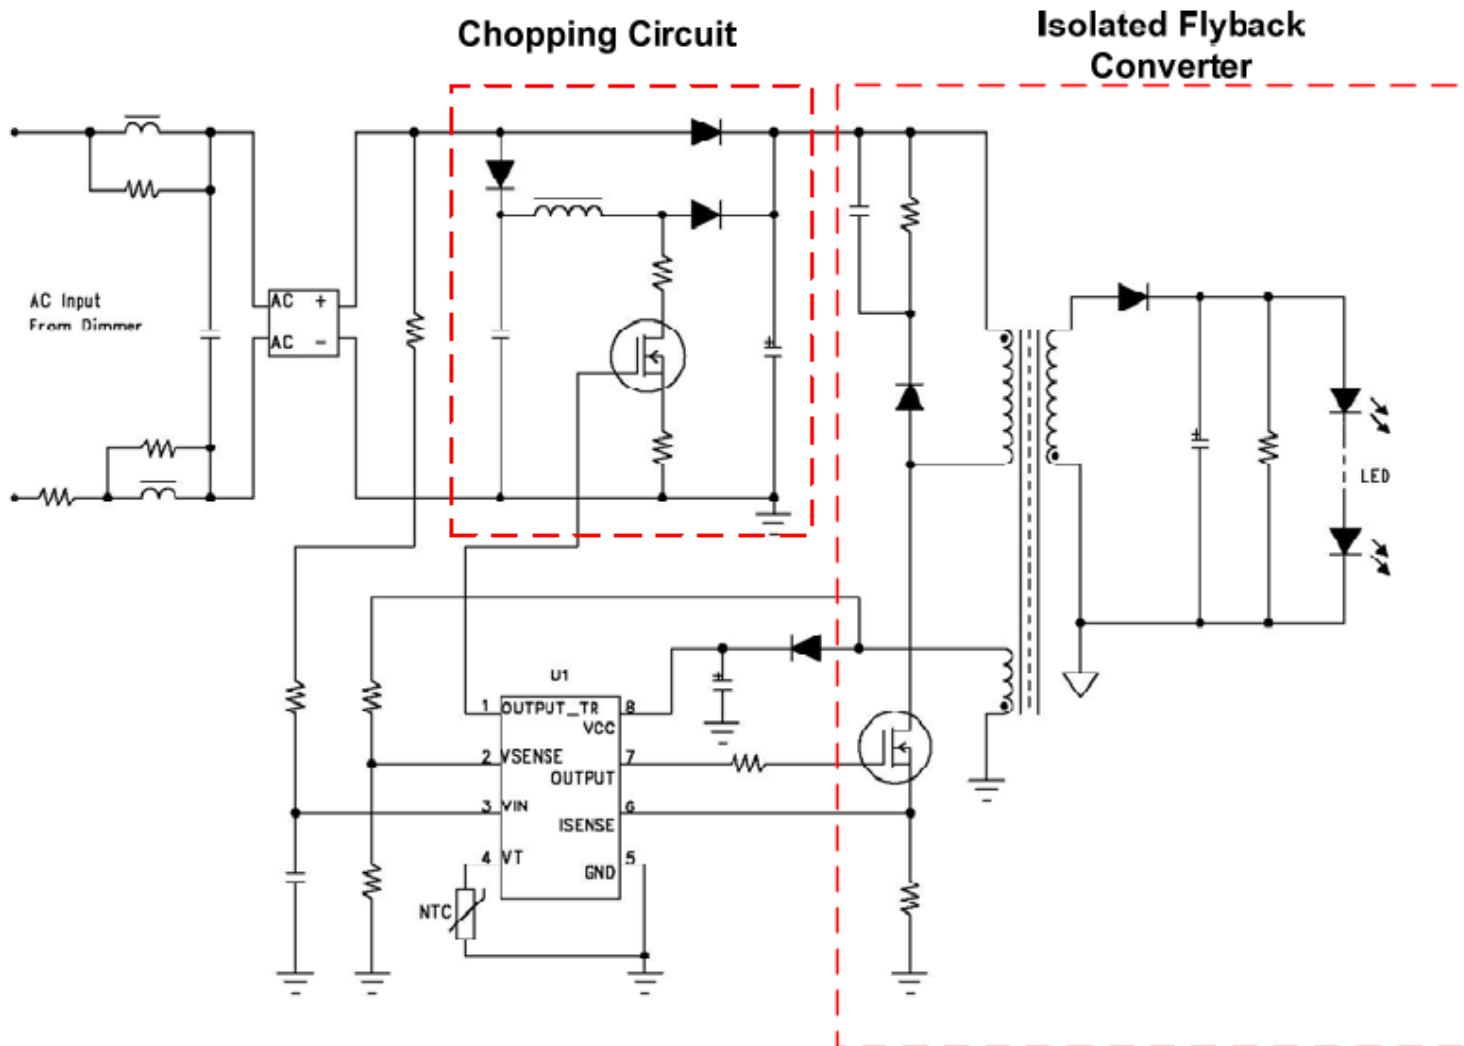 Chopping Circuit
Isolated Flyback
Converter
AC Input
From Dimmer
AC +
AC -
LED
U1
1 OUTPUT_TR 8
VCC
2 VSENSE 7
OUTPUT
3 VIN 6
ISENSE
4 VT 5
GND
NTC